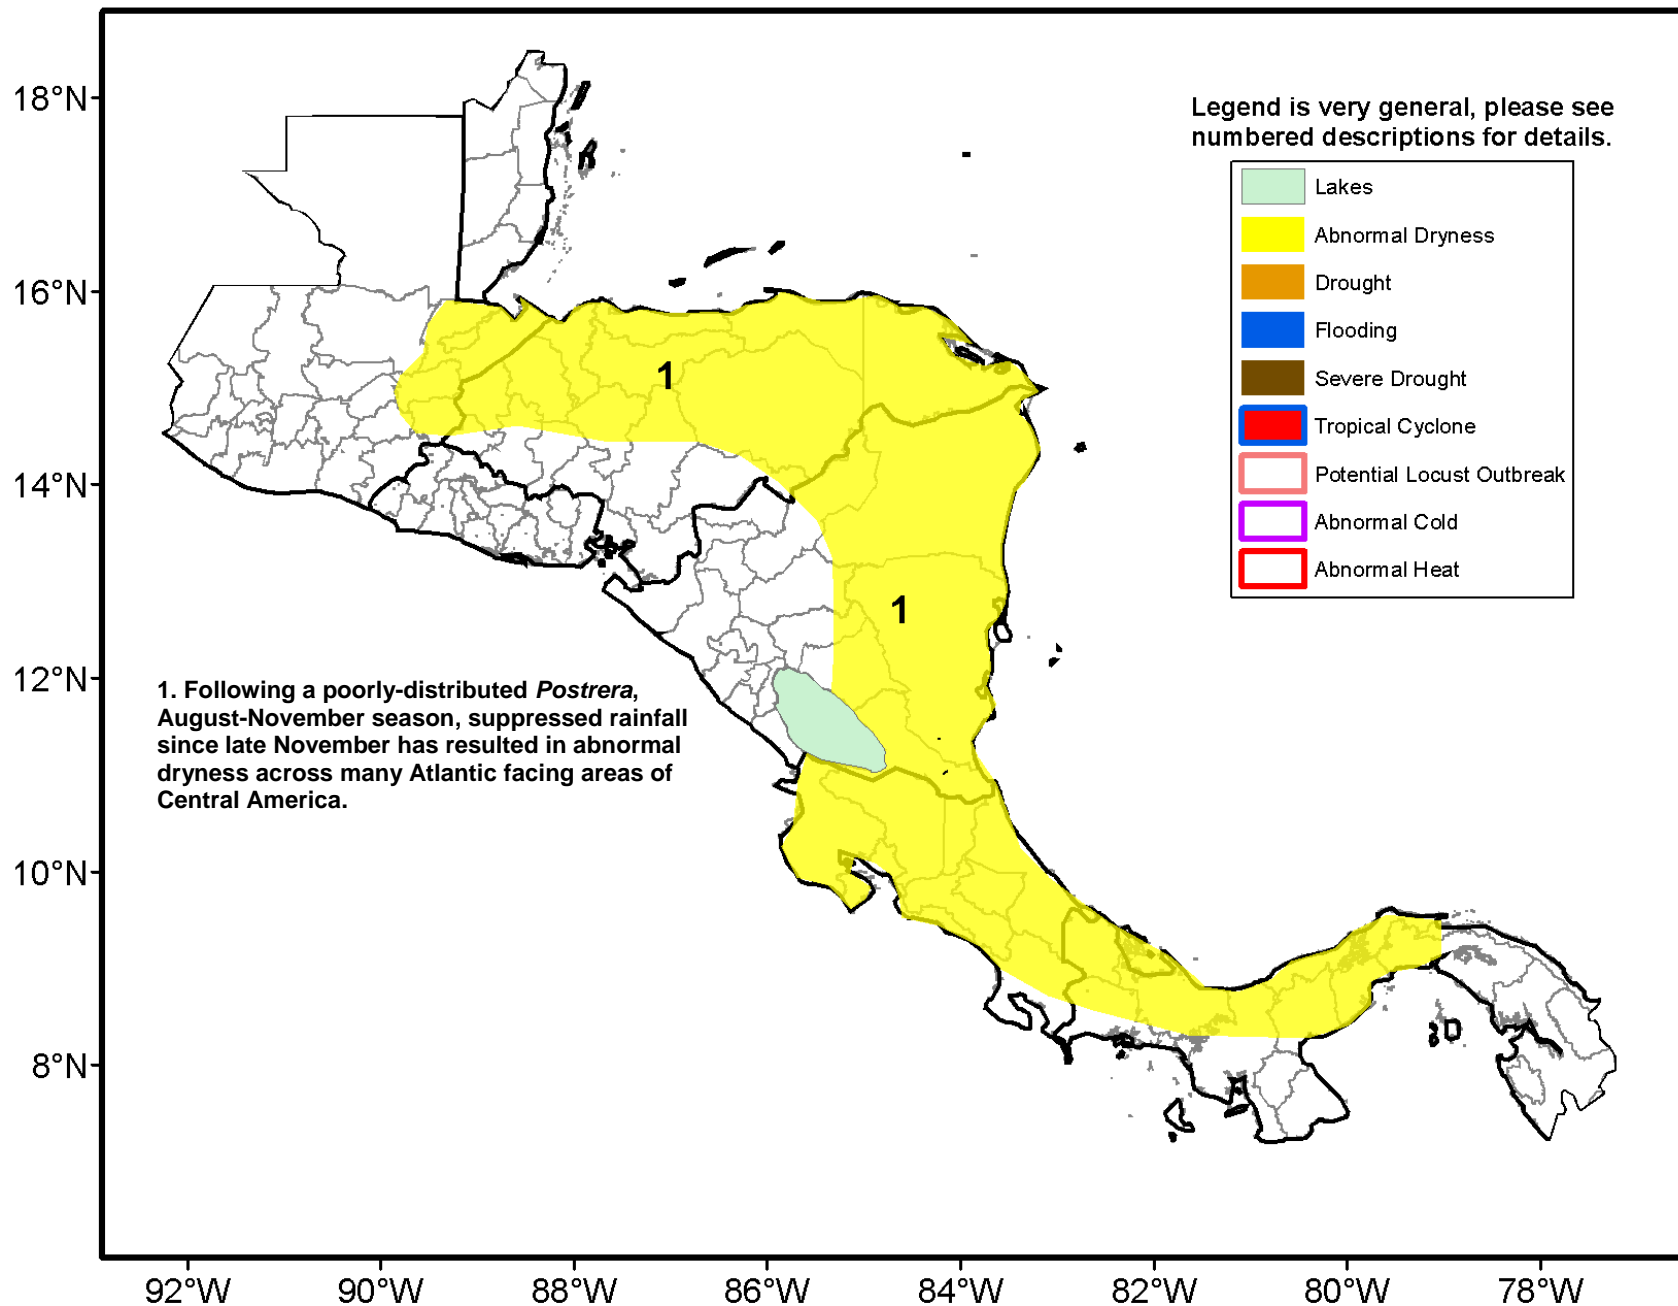 Legend is very general, please see
numbered descriptions for details.
Lakes
Abnormal Dryness
Drought
Flooding
Severe Drought
Tropical Cyclone
Potential Locust Outbreak
Abnormal Cold
Abnormal Heat
18°N
16°N
14°N
12°N
10°N
8°N
1
1
1. Following a poorly-distributed Postrera,
August-November season, suppressed rainfall
since late November has resulted in abnormal
dryness across many Atlantic facing areas of
Central America.
92°W
90°W
88°W
86°W
84°W
82°W
80°W
78°W